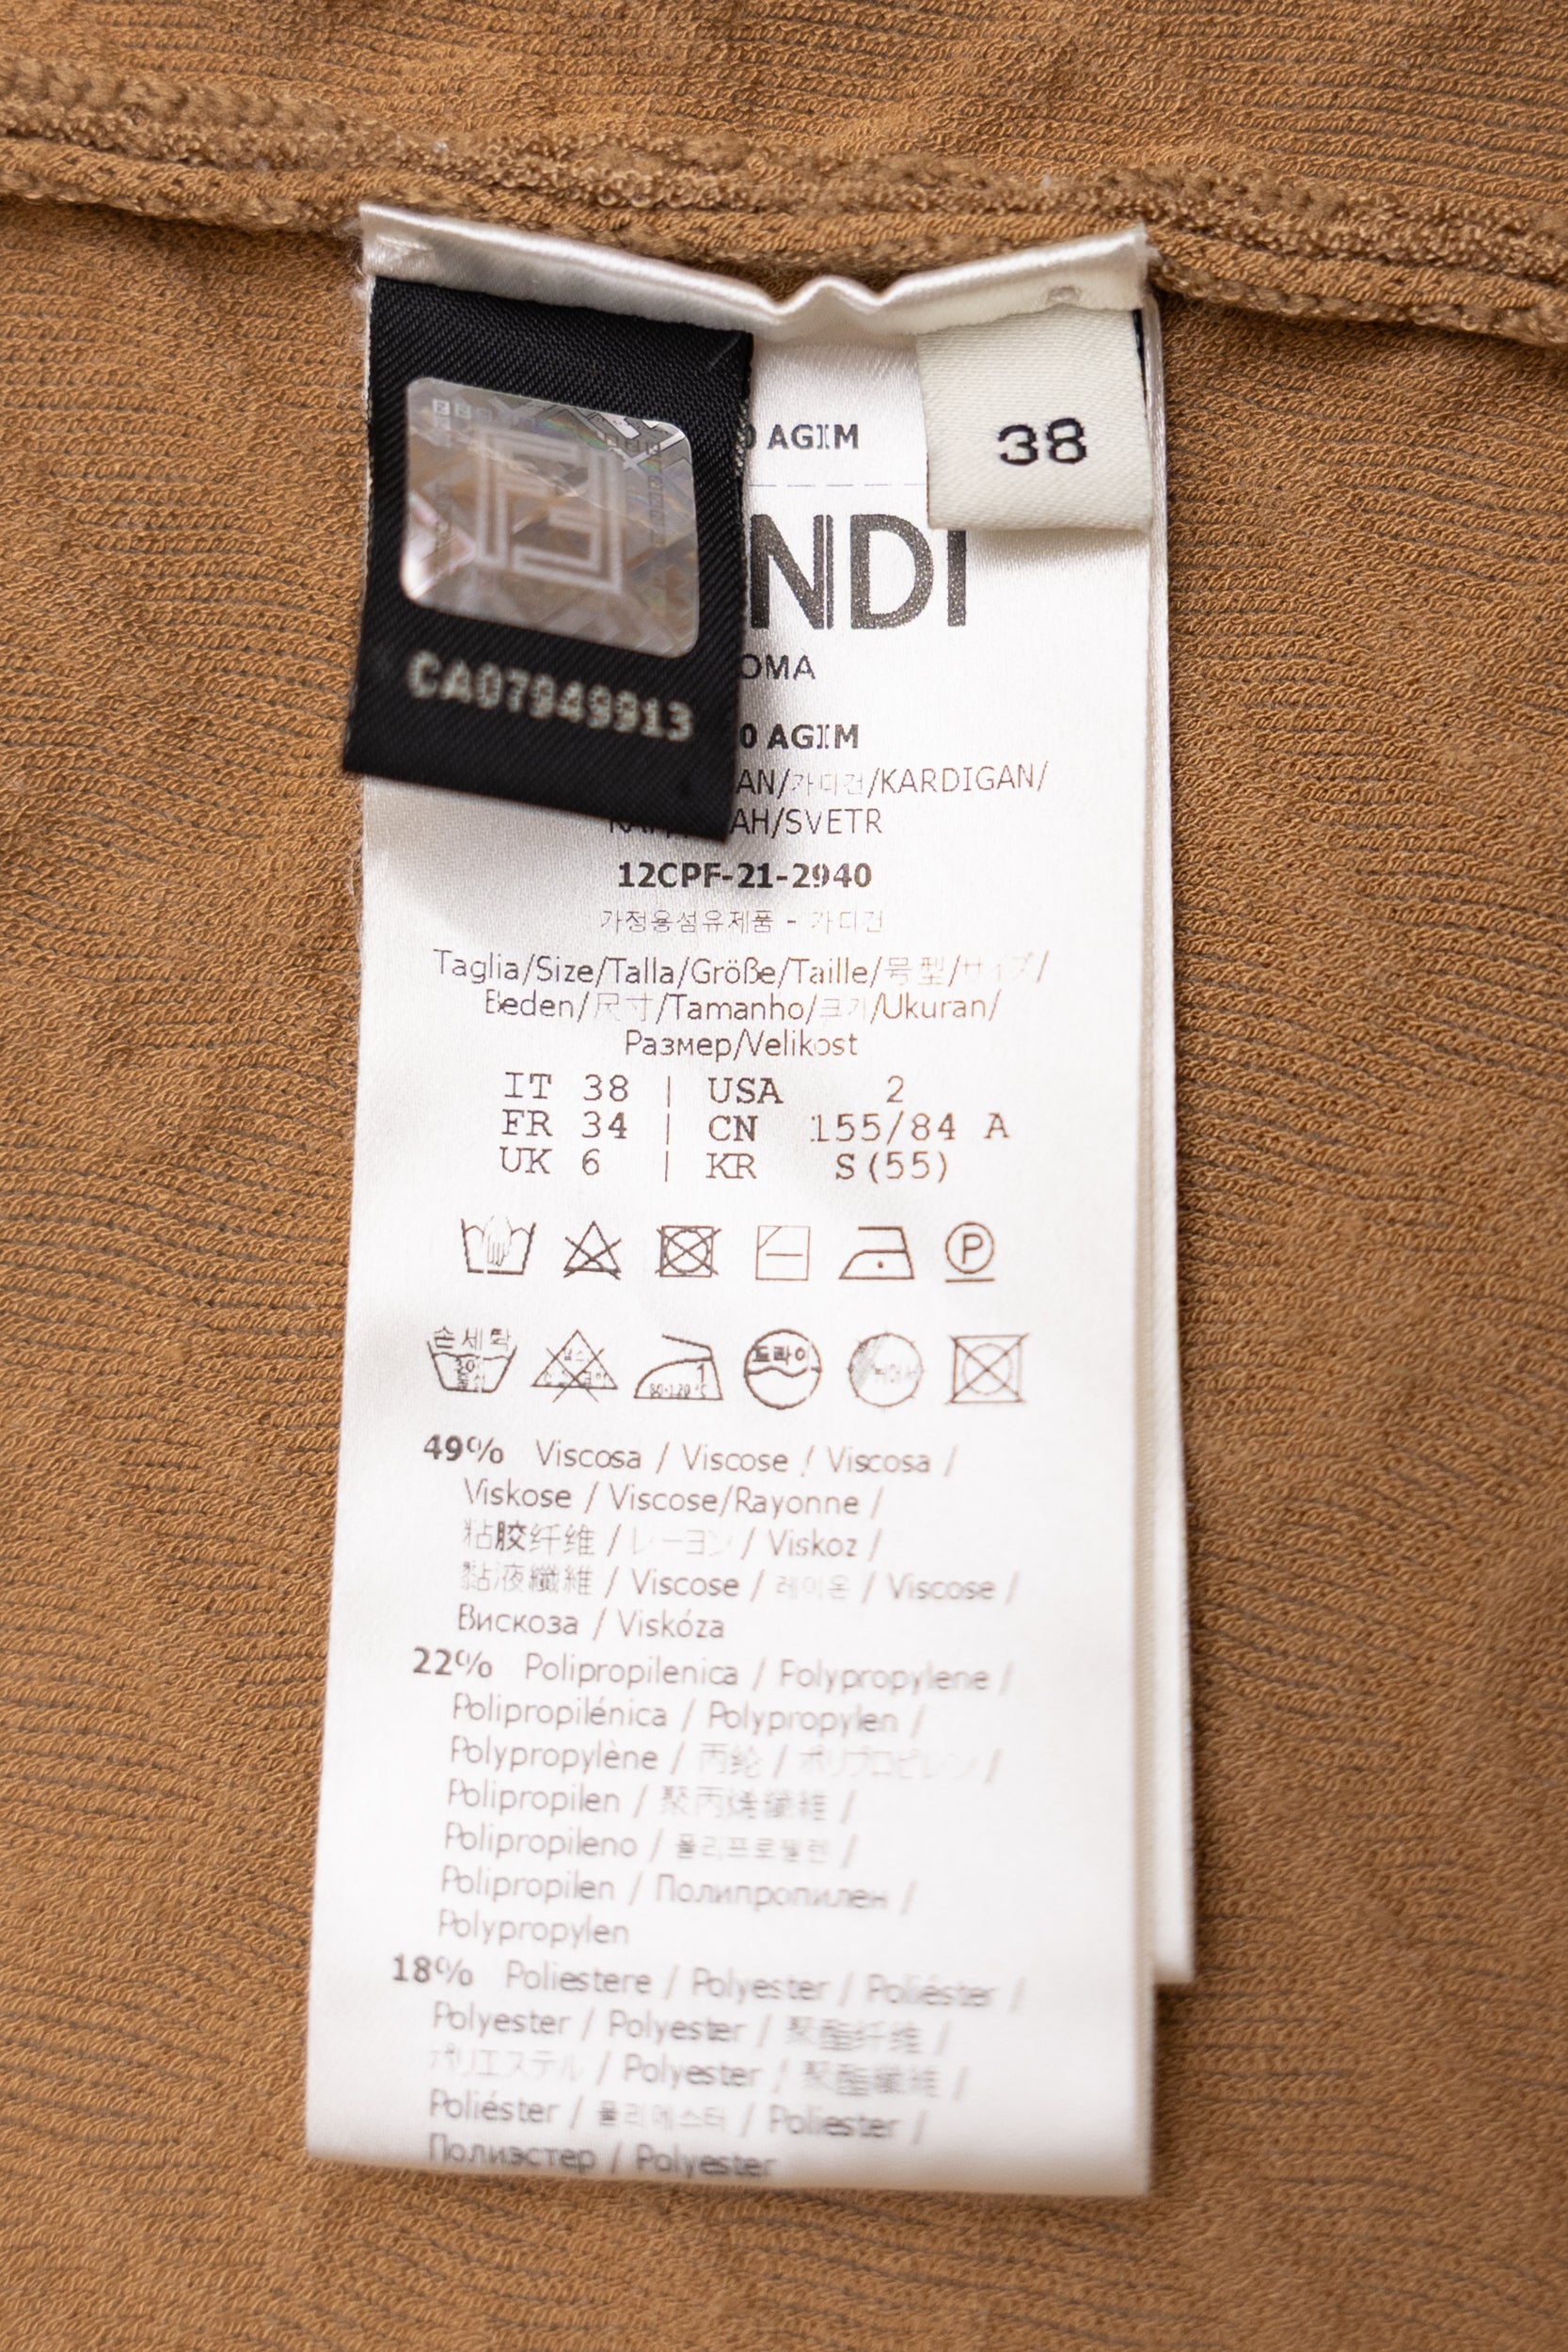 0 AGIM
38
NDI
OMA
CA07949913
0 AGIM
AN/가디건/KARDIGAN/
AH/SVETR
12CPF-21-2940
가정용섬유제품 - 가디건
Taglia/Size/Talla/Größe/Taille/号型/サイズ/
Beden/尺寸/Tamanho/크기/Ukuran/
Размер/Velikost
IT 38 | USA 2
FR 34 | CN 155/84 A
UK 6 | KR S(55)
P
손세탁
30
중성
드라이
1
80-120°C
49% Viscosa / Viscose / Viscosa /
Viskose / Viscose/Rayonne /
粘胶纤维 / レーヨン / Viskoz /
黏液纖維 / Viscose / 레이온 / Viscose /
Вискоза / Viskóza
22% Polipropilenica / Polypropylene /
Polipropilénica / Polypropylen /
Polypropylène / 丙纶 / ポリプロピレン /
Polipropilen / 聚丙烯纖維 /
Polipropileno / 폴리프로필렌 /
Polipropilen / Полипропилен /
Polypropylen
18% Poliestere / Polyester / Poliéster /
Polyester / Polyester / 聚酯纤维 /
ポリエステル / Polyester / 聚酯纖維 /
Poliéster / 폴리에스터 / Poliester /
Полиэстер / Polyester